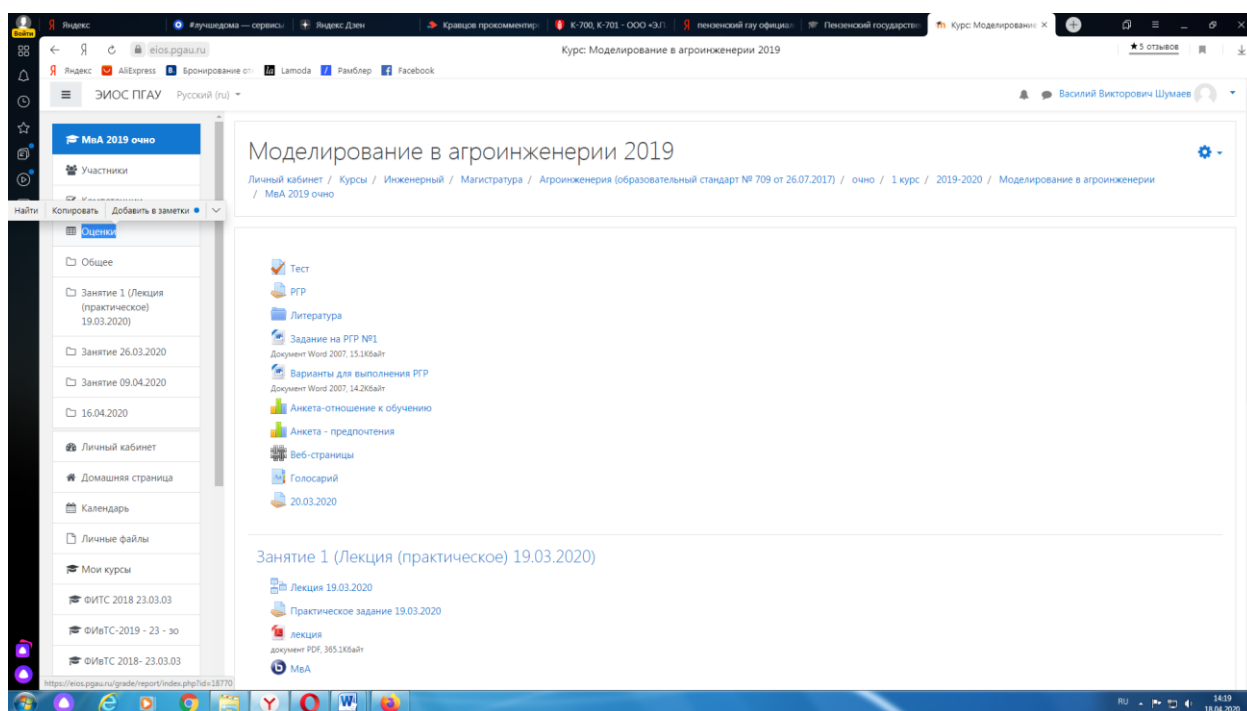 Войти
Яндекс
#лучшедома — сервисы
Яндекс.Дзен
Кравцов прокомментир
К-700, К-701 - ООО «Э.П.
пензенский гау официал
Пензенский государстве
Курс: Моделирование
eios.pgau.ru
Курс: Моделирование в агроинженерии 2019
★ 5 отзывов
Яндекс
AliExpress
Бронирование от
Lamoda
Рамблер
Facebook
ЭИОС ПГАУ
Русский (ru)
Василий Викторович Шумаев
МвА 2019 очно
Участники
Найти
Копировать
Добавить в заметки
Оценки
Общее
Занятие 1 (Лекция
(практическое)
19.03.2020)
Занятие 26.03.2020
Занятие 09.04.2020
16.04.2020
Личный кабинет
Домашняя страница
Календарь
Личные файлы
Мои курсы
ФИТС 2018 23.03.03
ФИвТС-2019 - 23 - зо
ФИвТС 2018- 23.03.03
https://eios.pgau.ru/grade/report/index.php?id=18770
Моделирование в агроинженерии 2019
Личный кабинет / Курсы / Инженерный / Магистратура / Агроинженерия (образовательный стандарт № 709 от 26.07.2017) / очно / 1 курс / 2019-2020 / Моделирование в агроинженерии
/ МвА 2019 очно
Тест
РГР
Литература
Задание на РГР №1
Документ Word 2007, 15.1Кбайт
Варианты для выполнения РГР
Документ Word 2007, 14.2Кбайт
Анкета-отношение к обучению
Анкета - предпочтения
Веб-страницы
Голосарий
20.03.2020
Занятие 1 (Лекция (практическое) 19.03.2020)
Лекция 19.03.2020
Практическое задание 19.03.2020
лекция
документ PDF, 365.1Кбайт
МвА
RU
14:19
18.04.2020